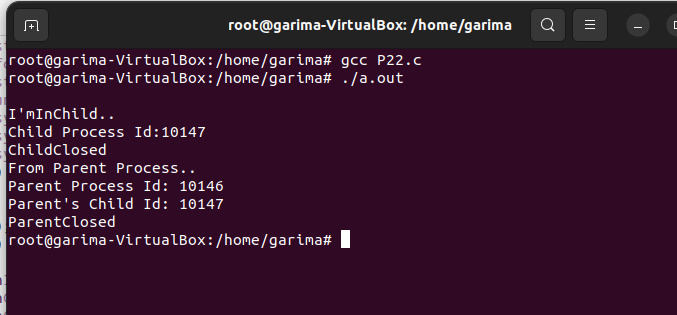 root@garima-VirtualBox: /home/garima
root@garima-VirtualBox:/home/garima# gcc P22.c
root@garima-VirtualBox:/home/garima# ./a.out
I'mInChild..
Child Process Id:10147
ChildClosed
From Parent Process..
Parent Process Id: 10146
Parent's Child Id: 10147
ParentClosed
root@garima-VirtualBox:/home/garima#